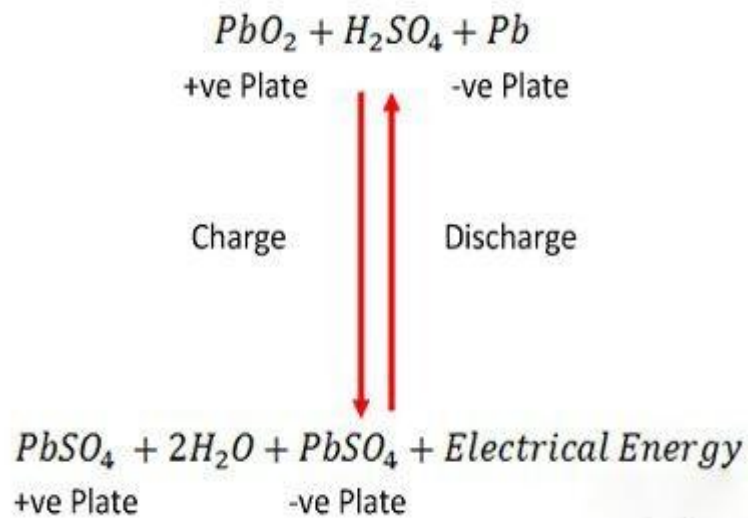 PbO₂ + H₂SO₄ + Pb
+ve Plate -ve Plate
Charge Discharge
PbSO₄ + 2H₂O + PbSO₄ + Electrical Energy
+ve Plate -ve Plate